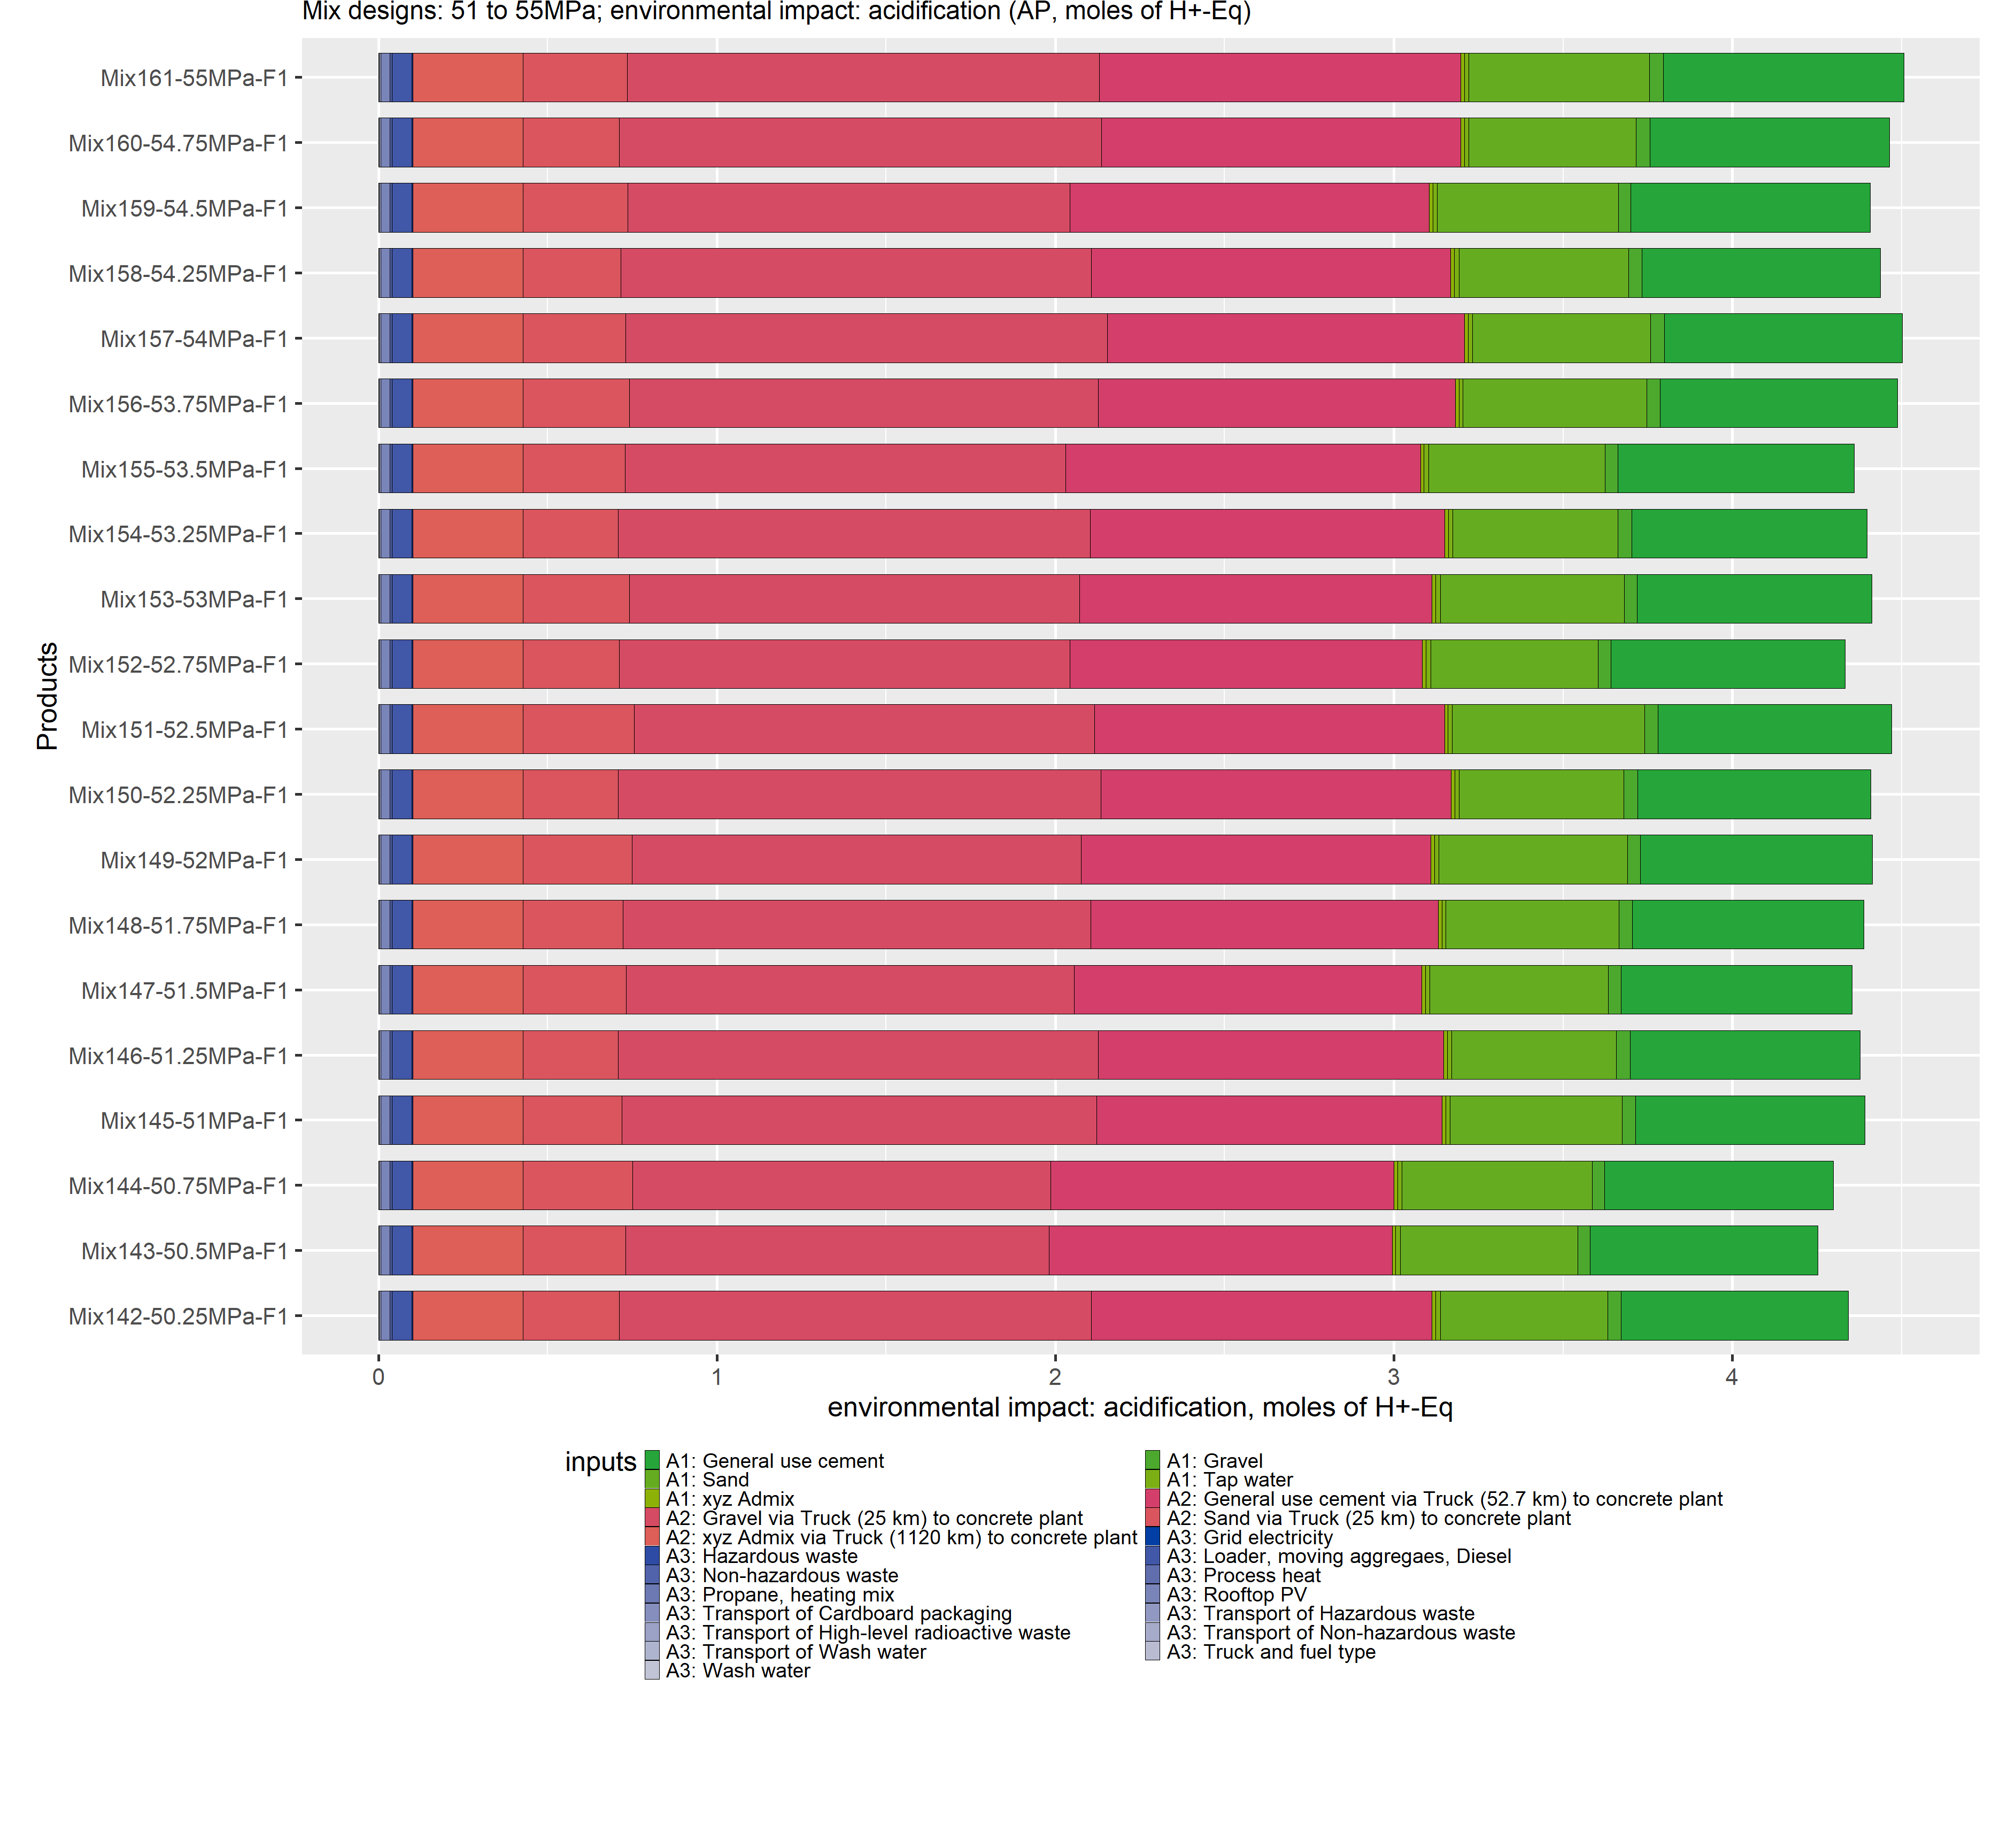 Mix designs: 51 to 55MPa; environmental impact: acidification (AP, moles of H+-Eq)
Mix161-55MPa-F1
Mix160-54.75MPa-F1
Mix159-54.5MPa-F1
Mix158-54.25MPa-F1
Mix157-54MPa-F1
Mix156-53.75MPa-F1
Mix155-53.5MPa-F1
Mix154-53.25MPa-F1
Mix153-53MPa-F1
Mix152-52.75MPa-F1
Mix151-52.5MPa-F1
Mix150-52.25MPa-F1
Mix149-52MPa-F1
Mix148-51.75MPa-F1
Mix147-51.5MPa-F1
Mix146-51.25MPa-F1
Mix145-51MPa-F1
Mix144-50.75MPa-F1
Mix143-50.5MPa-F1
Mix142-50.25MPa-F1
Products
0 1 2 3 4
environmental impact: acidification, moles of H+-Eq
inputs
A1: General use cement
A1: Gravel
A1: Sand
A1: Tap water
A1: xyz Admix
A2: General use cement via Truck (52.7 km) to concrete plant
A2: Gravel via Truck (25 km) to concrete plant
A2: Sand via Truck (25 km) to concrete plant
A2: xyz Admix via Truck (1120 km) to concrete plant
A3: Grid electricity
A3: Hazardous waste
A3: Loader, moving aggregaes, Diesel
A3: Non-hazardous waste
A3: Process heat
A3: Propane, heating mix
A3: Rooftop PV
A3: Transport of Cardboard packaging
A3: Transport of Hazardous waste
A3: Transport of High-level radioactive waste
A3: Transport of Non-hazardous waste
A3: Transport of Wash water
A3: Truck and fuel type
A3: Wash water